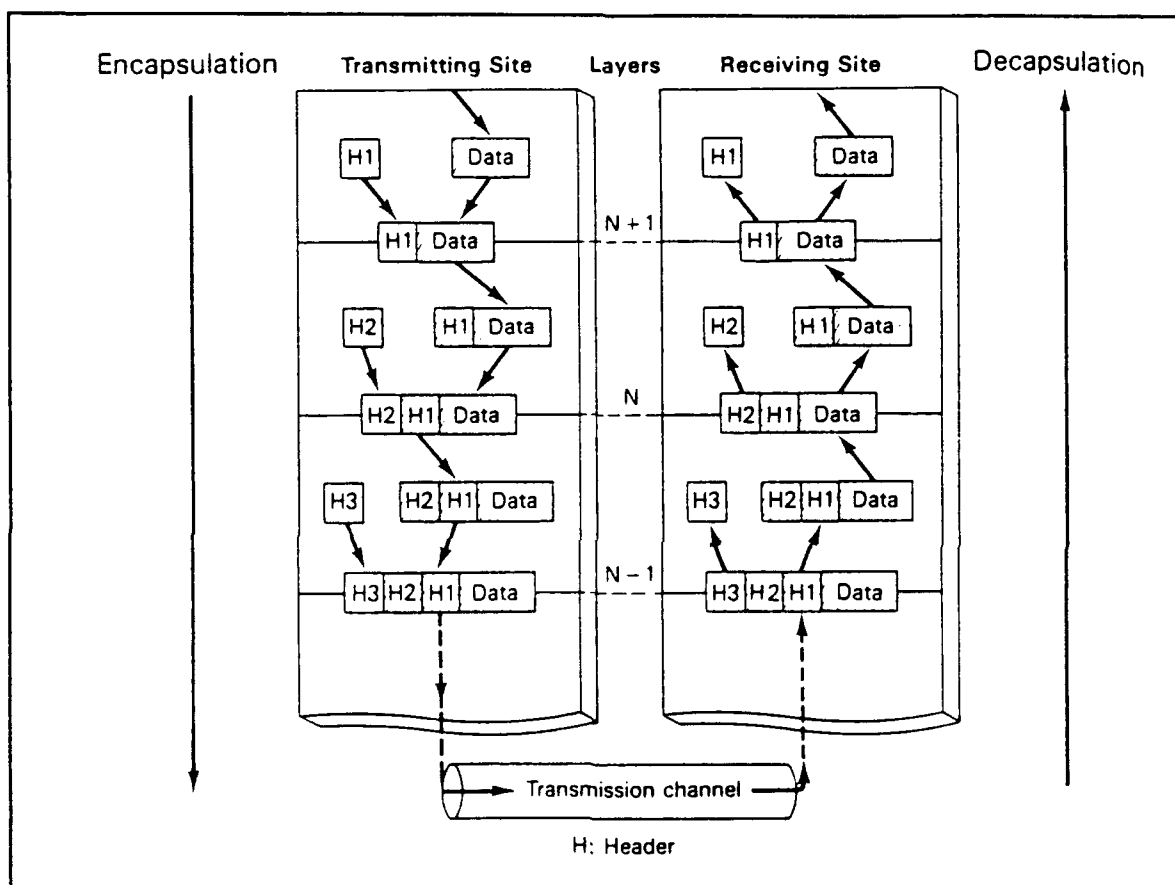 Encapsulation Transmitting Site Layers Receiving Site Decapsulation
H1 Data H1 Data
N + 1
H1 Data H1 Data
H2 H1 Data H2 H1 Data
N
H2 H1 Data H2 H1 Data
H3 H2 H1 Data H3 H2 H1 Data
N - 1
H3 H2 H1 Data H3 H2 H1 Data
Transmission channel
H: Header